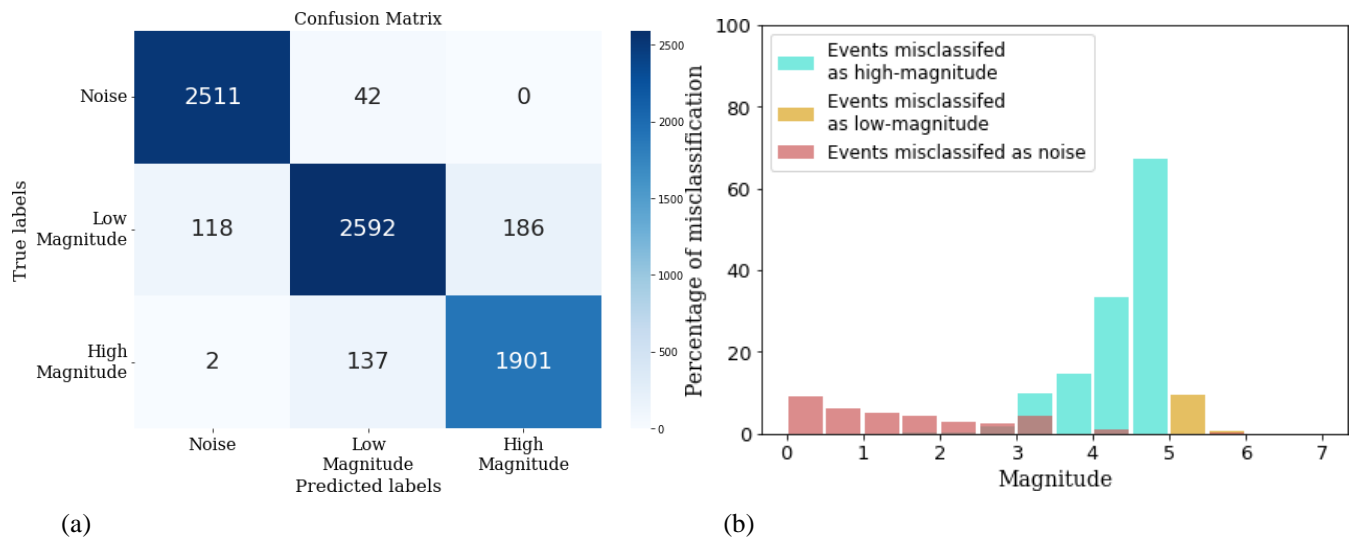 Confusion Matrix
True labels
Noise
2511
42
0
Low
Magnitude
118
2592
186
High
Magnitude
2
137
1901
Noise
Low
Magnitude
High
Magnitude
Predicted labels
2500
2000
1500
1000
500
0
(a)
Percentage of misclassification
100
80
60
40
20
0
Events misclassifed
as high-magnitude
Events misclassifed
as low-magnitude
Events misclassifed as noise
0
1
2
3
4
5
6
7
Magnitude
(b)